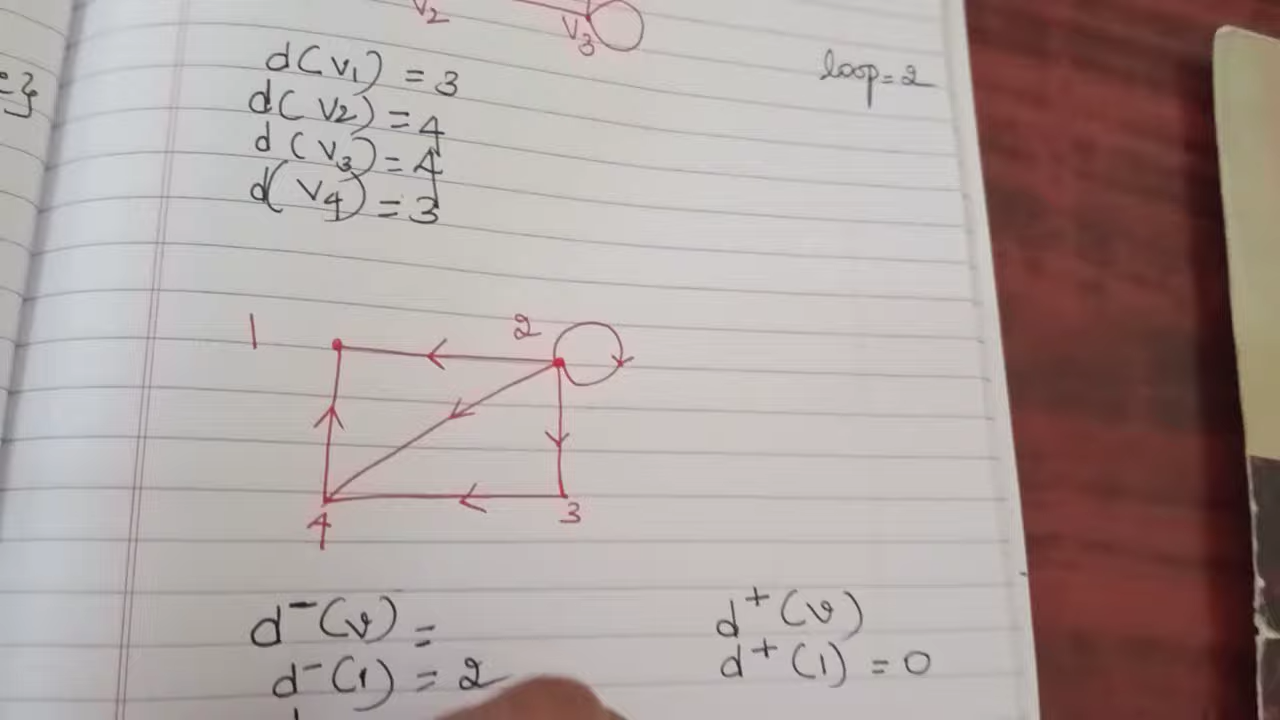 V2
V3
=}
loop=2
d(V1) = 3
d(V2) = 4
d(V3) = 4
d(V4) = 3
1
2
4
3
d⁻(v) =
d⁺(v)
d⁻(1) = 2
d⁺(1) = 0